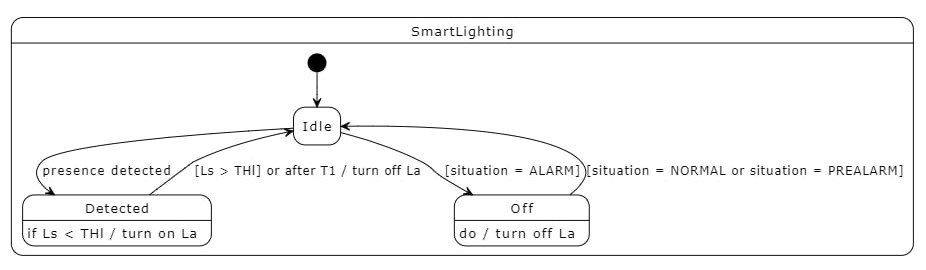 SmartLighting
Idle
presence detected
[Ls > THl] or after T1 / turn off La
[situation = ALARM]
[situation = NORMAL or situation = PREALARM]
Detected
if Ls < THl / turn on La
Off
do / turn off La